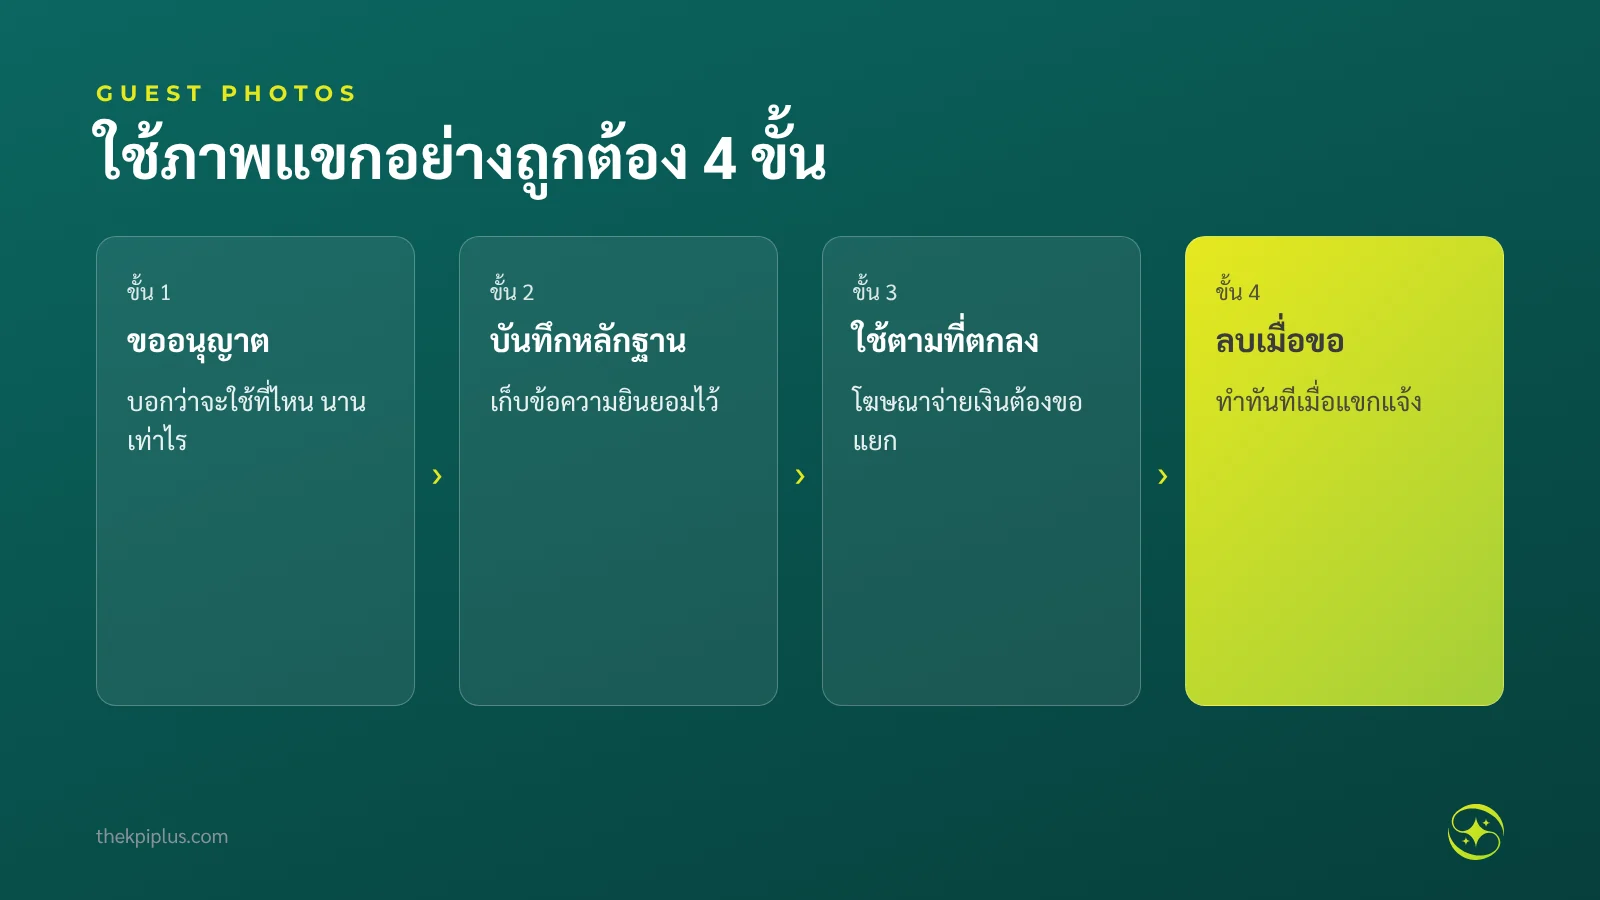 GUEST PHOTOS
ใช้ภาพแขกอย่างถูกต้อง 4 ขั้น
ขั้น 1
ขออนุญาต
บอกว่าจะใช้ที่ไหน นาน
เท่าไร
ขั้น 2
บันทึกหลักฐาน
เก็บข้อความยินยอมไว้
ขั้น 3
ใช้ตามที่ตกลง
โฆษณาจ่ายเงินต้องขอ
แยก
ขั้น 4
ลบเมื่อขอ
ทำทันทีเมื่อแขกแจ้ง
thekpiplus.com